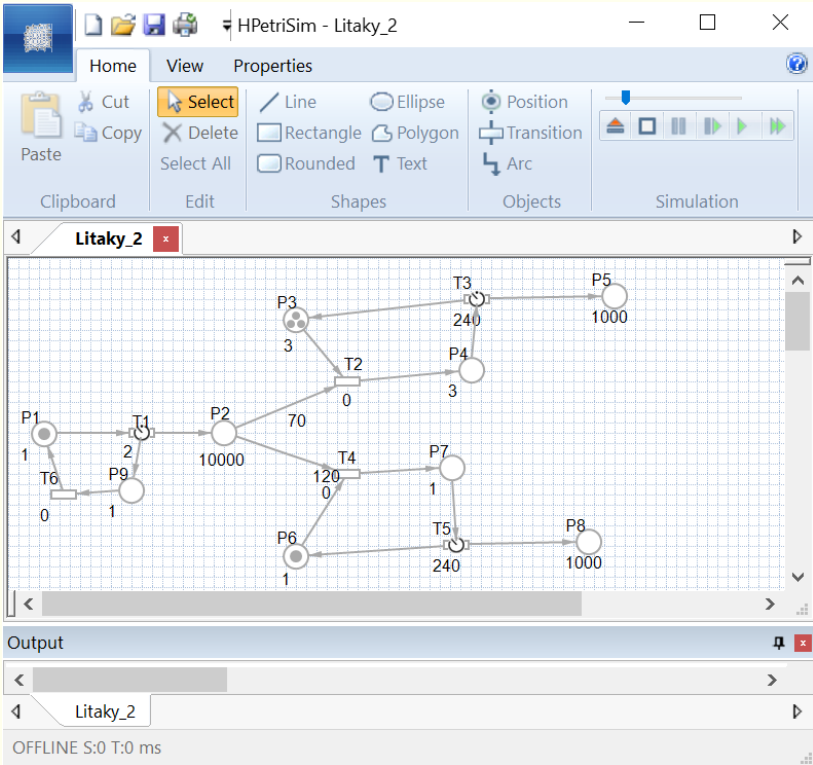 HPetriSim - Litaky_2
Home View Properties
Paste
Cut
Copy
Clipboard
Select
Delete
Select All
Edit
Line Ellipse
Rectangle Polygon
Rounded Text
Shapes
Position
Transition
Arc
Objects
Simulation
Litaky_2
T3 P5
P3
240 1000
3
T2
P4
0
3
P1
T1
P2
70
1
2
10000
T4
P7
T6
P9
120
0
1
0
1
P6
T5
P8
1
240
1000
Output
Litaky_2
OFFLINE S:0 T:0 ms